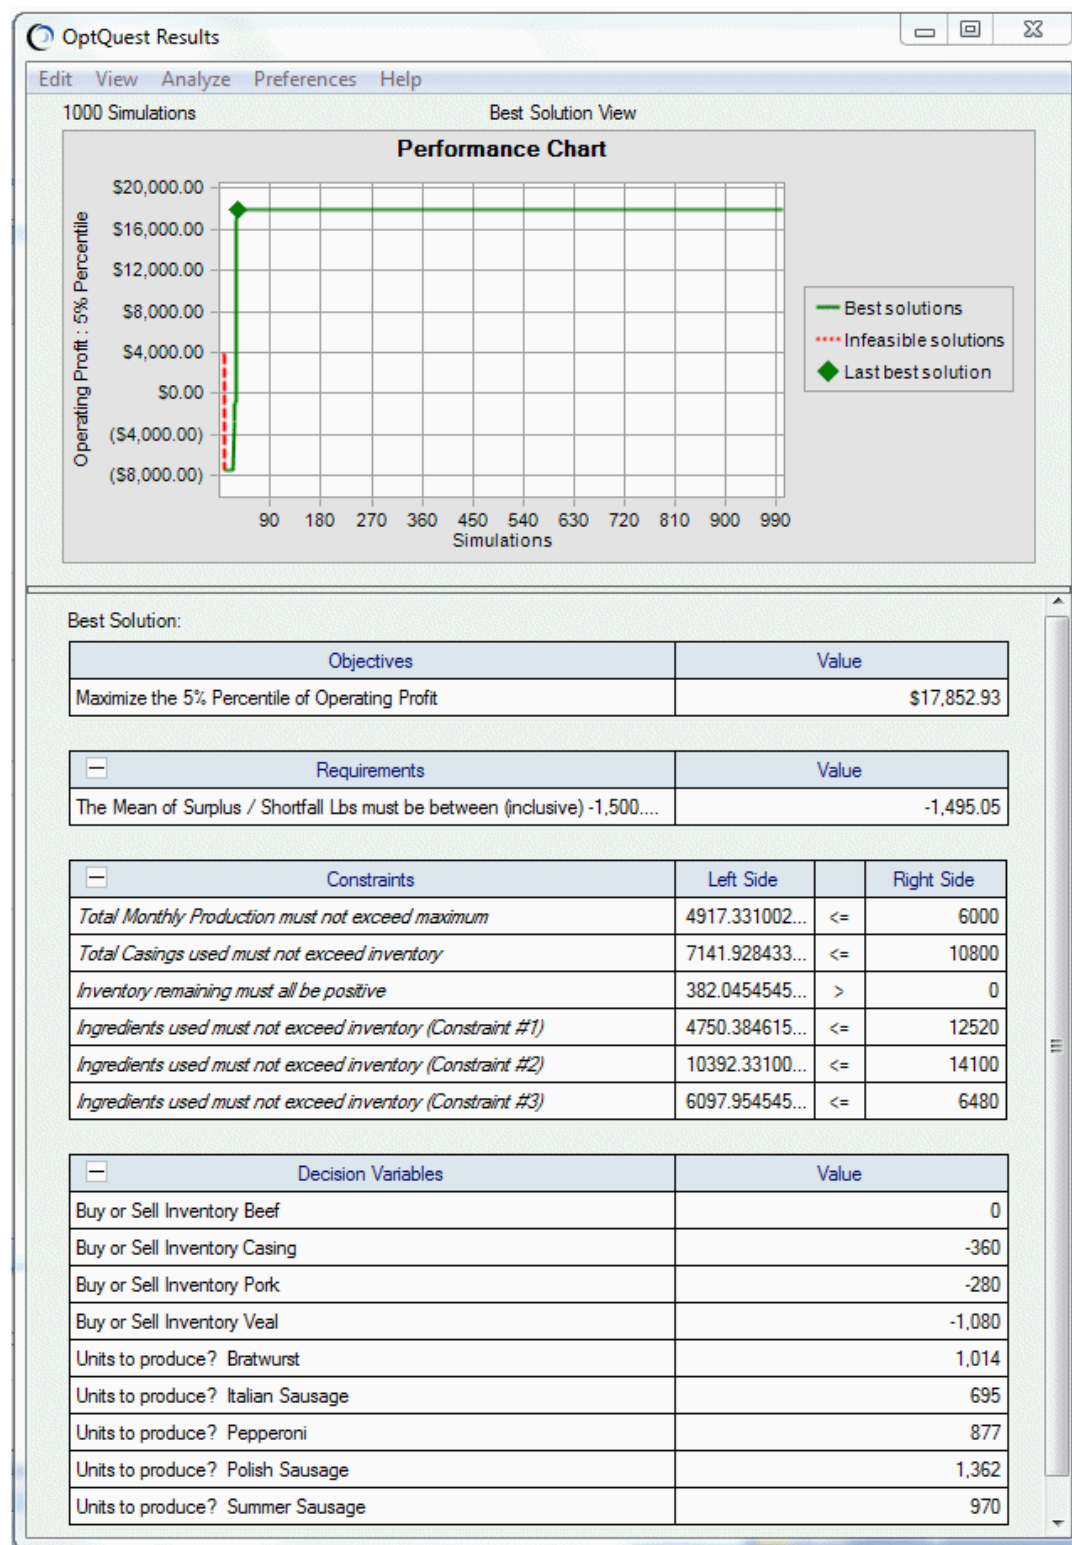 OptQuest Results
Edit View Analyze Preferences Help
1000 Simulations Best Solution View
Performance Chart
Operating Profit : 5% Percentile
$20,000.00
$16,000.00
$12,000.00
$8,000.00
$4,000.00
$0.00
($4,000.00)
($8,000.00)
90 180 270 360 450 540 630 720 810 900 990
Simulations
Best solutions
Infeasible solutions
Last best solution
Best Solution:
Objectives Value
Maximize the 5% Percentile of Operating Profit $17,852.93
Requirements Value
The Mean of Surplus / Shortfall Lbs must be between (inclusive) -1,500.... -1,495.05
Constraints Left Side Right Side
Total Monthly Production must not exceed maximum 4917.331002... <= 6000
Total Casings used must not exceed inventory 7141.928433... <= 10800
Inventory remaining must all be positive 382.0454545... > 0
Ingredients used must not exceed inventory (Constraint #1) 4750.384615... <= 12520
Ingredients used must not exceed inventory (Constraint #2) 10392.33100... <= 14100
Ingredients used must not exceed inventory (Constraint #3) 6097.954545... <= 6480
Decision Variables Value
Buy or Sell Inventory Beef 0
Buy or Sell Inventory Casing -360
Buy or Sell Inventory Pork -280
Buy or Sell Inventory Veal -1,080
Units to produce? Bratwurst 1,014
Units to produce? Italian Sausage 695
Units to produce? Pepperoni 877
Units to produce? Polish Sausage 1,362
Units to produce? Summer Sausage 970